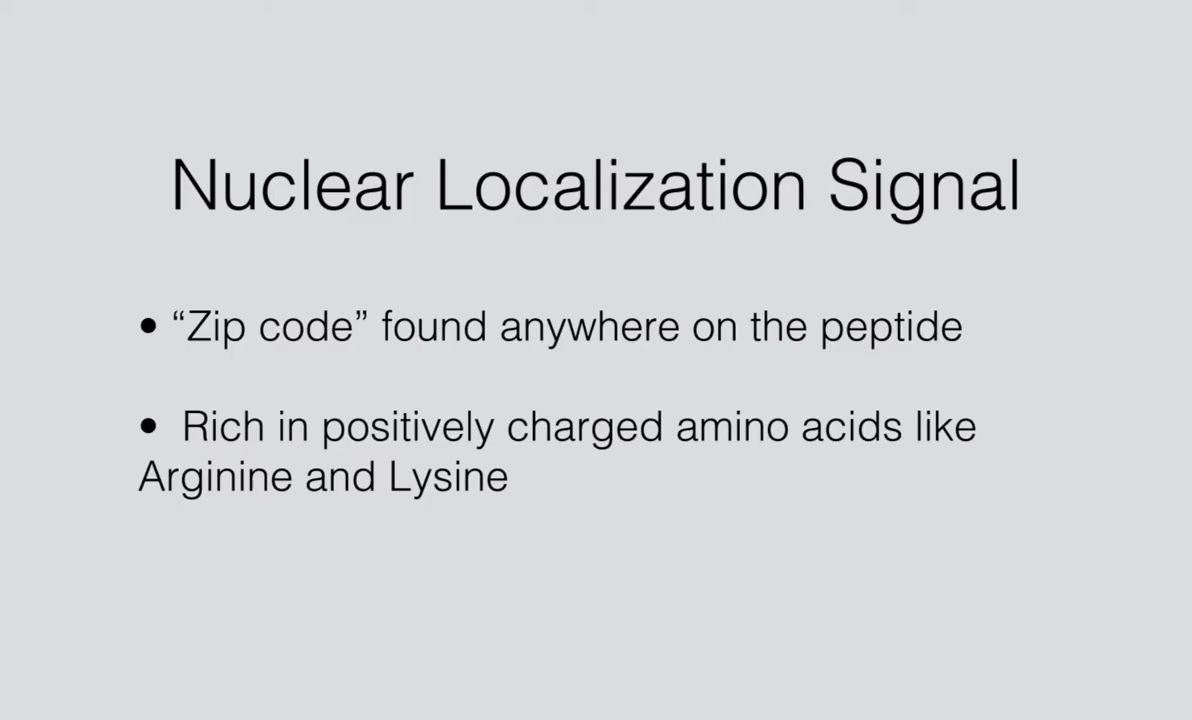 Nuclear Localization Signal
• “Zip code” found anywhere on the peptide
• Rich in positively charged amino acids like
Arginine and Lysine